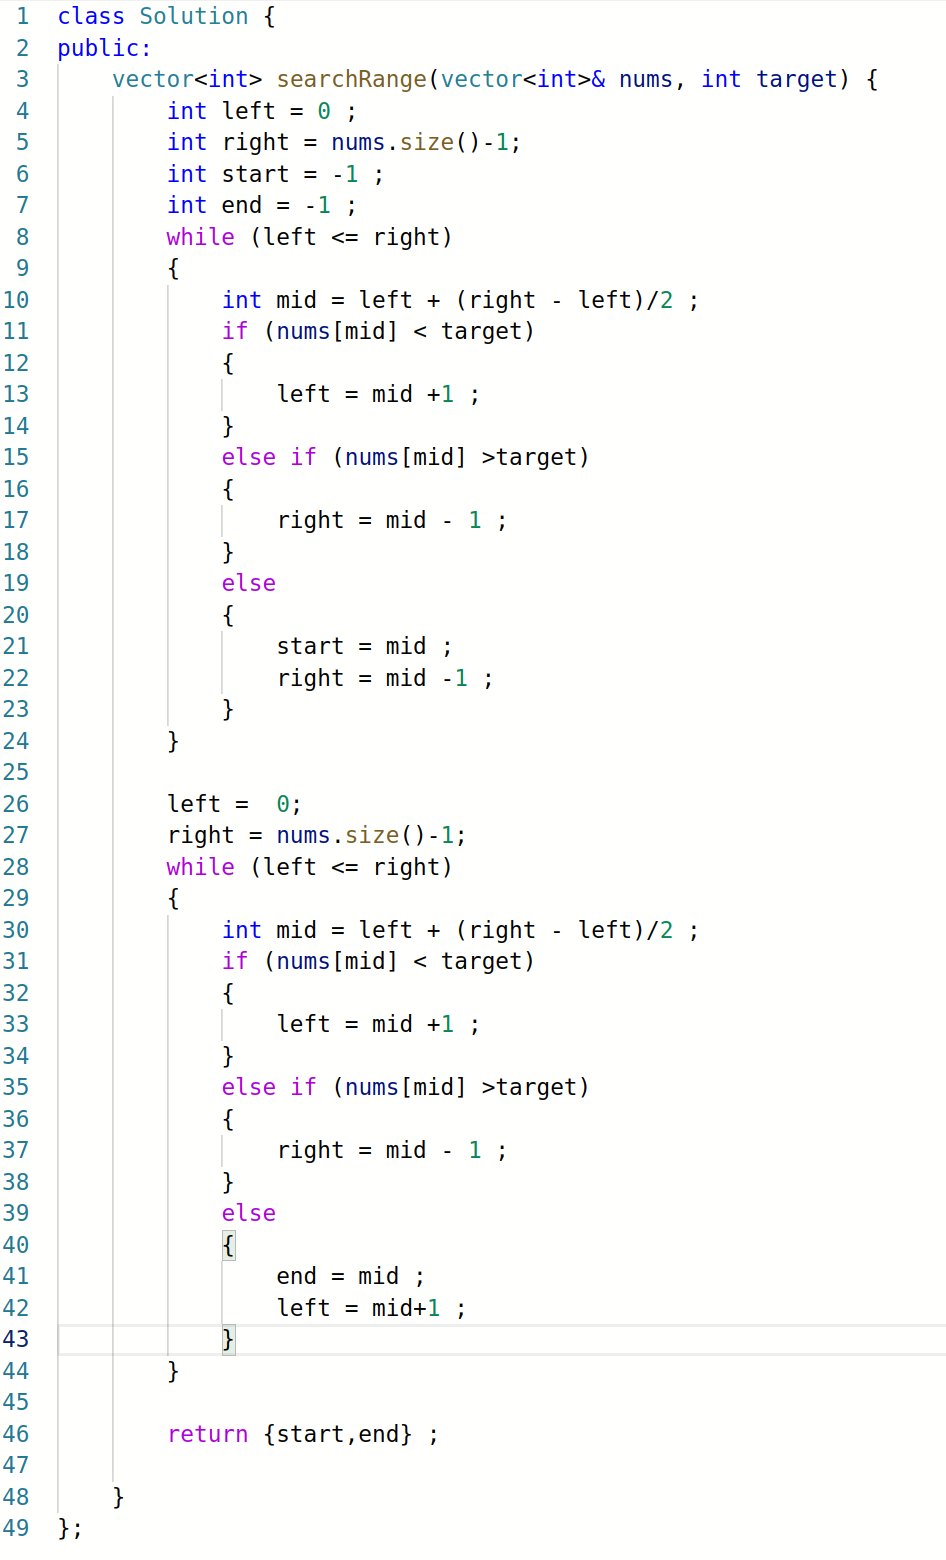 1 class Solution {
2 public:
3     vector<int> searchRange(vector<int>& nums, int target) {
4         int left = 0 ;
5         int right = nums.size()-1;
6         int start = -1 ;
7         int end = -1 ;
8         while (left <= right)
9         {
10             int mid = left + (right - left)/2 ;
11             if (nums[mid] < target)
12             {
13                 left = mid +1 ;
14             }
15             else if (nums[mid] >target)
16             {
17                 right = mid - 1 ;
18             }
19             else
20             {
21                 start = mid ;
22                 right = mid -1 ;
23             }
24         }
25
26         left =  0;
27         right = nums.size()-1;
28         while (left <= right)
29         {
30             int mid = left + (right - left)/2 ;
31             if (nums[mid] < target)
32             {
33                 left = mid +1 ;
34             }
35             else if (nums[mid] >target)
36             {
37                 right = mid - 1 ;
38             }
39             else
40             {
41                 end = mid ;
42                 left = mid+1 ;
43             }
44         }
45
46         return {start,end} ;
47
48     }
49 };